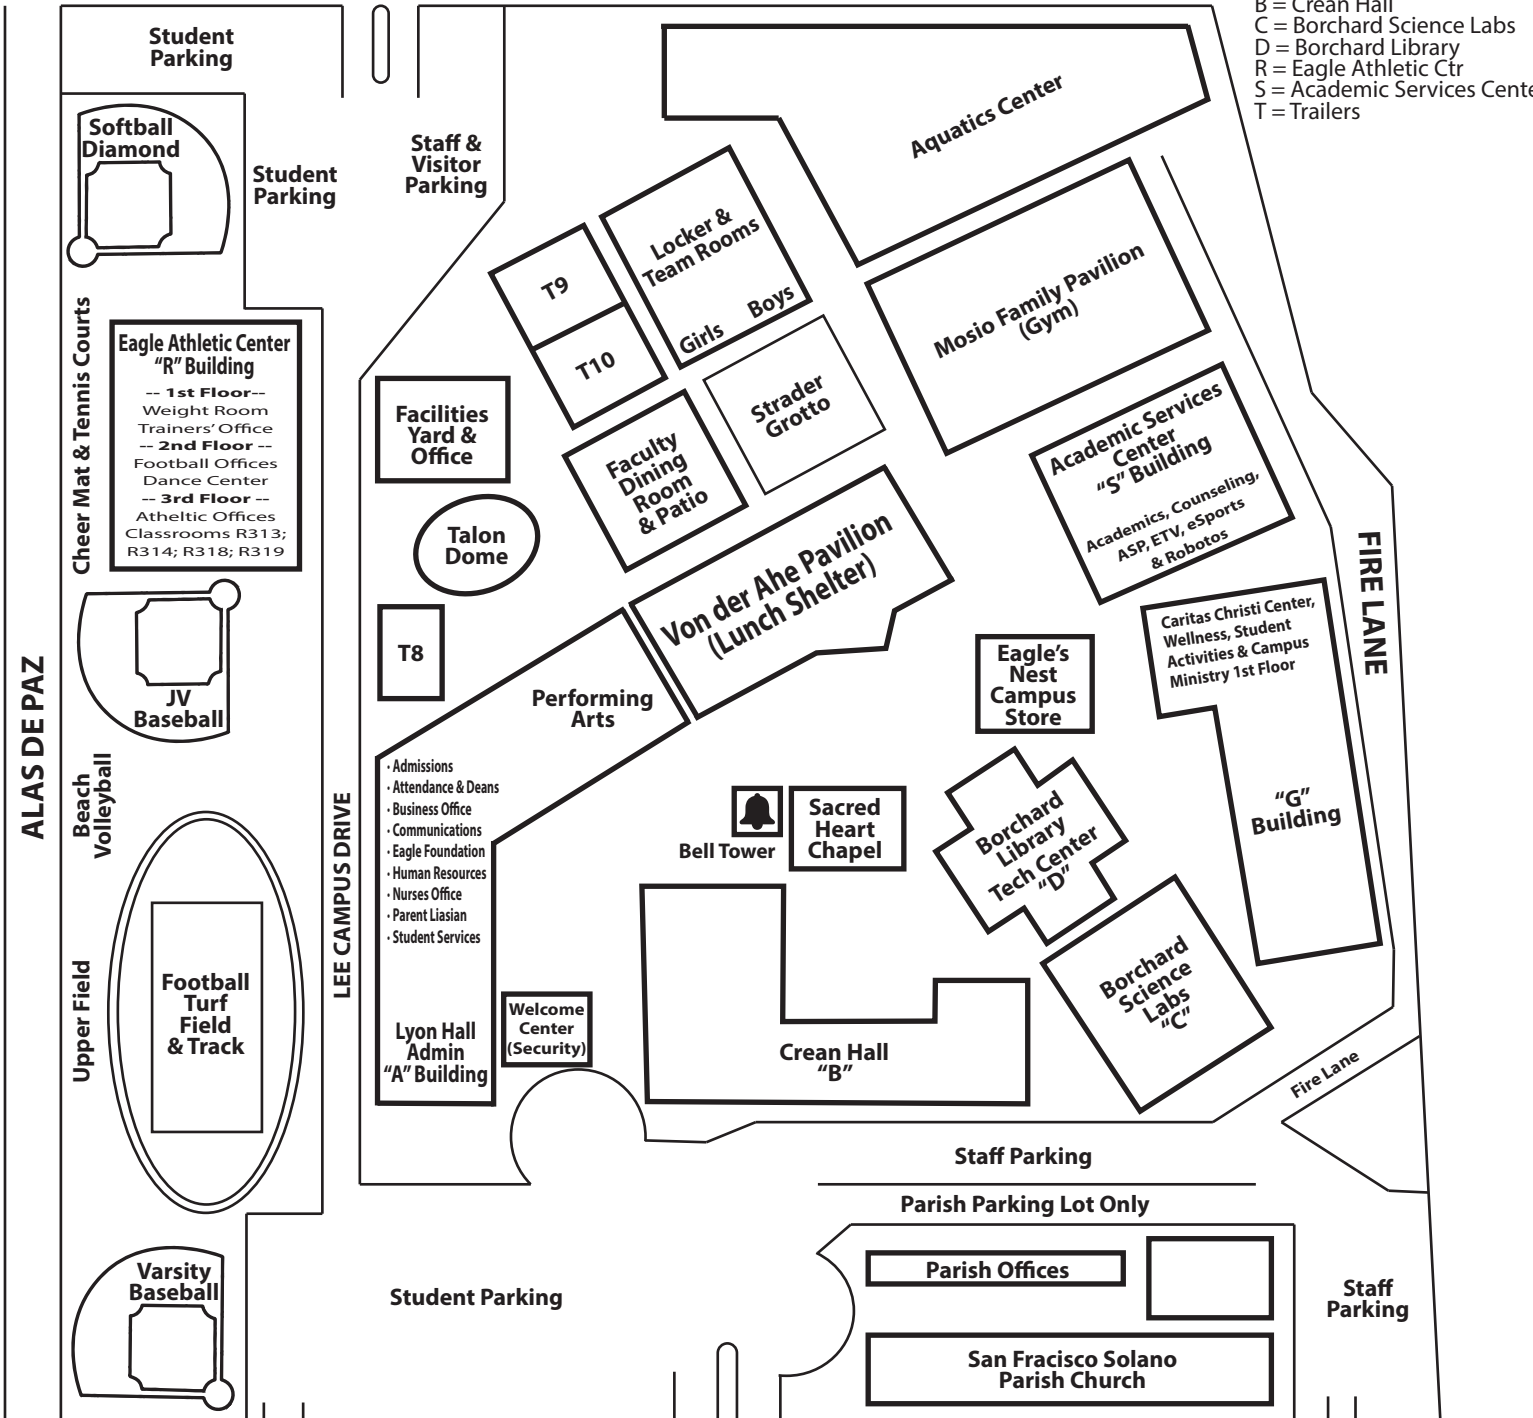 B = Crean Hall
C = Borchard Science Labs
D = Borchard Library
R = Eagle Athletic Ctr
S = Academic Services Cente
T = Trailers
Student
Parking
Softball
Diamond
Student
Parking
Staff &
Visitor
Parking
Aquatics Center
Locker &
Team Rooms
Girls
Boys
T9
T10
Mosio Family Pavilion
(Gym)
Cheer Mat & Tennis Courts
Eagle Athletic Center
“R” Building
-- 1st Floor--
Weight Room
Trainers’ Office
-- 2nd Floor --
Football Offices
Dance Center
-- 3rd Floor --
Atheltic Offices
Classrooms R313;
R314; R318; R319
Facilities
Yard &
Office
Strader
Grotto
Faculty
Dining
Room
& Patio
Academic Services
Center
“S” Building
Academics, Counseling,
ASP, ETV, eSports
& Robotos
Talon
Dome
Von der Ahe Pavilion
(Lunch Shelter)
FIRE LANE
T8
Caritas Christi Center,
Wellness, Student
Activities & Campus
Ministry 1st Floor
“G”
Building
Eagle’s
Nest
Campus
Store
Performing
Arts
JV
Baseball
ALAS DE PAZ
Beach
Volleyball
LEE CAMPUS DRIVE
· Admissions
· Attendance & Deans
· Business Office
· Communications
· Eagle Foundation
· Human Resources
· Nurses Office
· Parent Liasian
· Student Services
Lyon Hall
Admin
“A” Building
Bell Tower
Sacred
Heart
Chapel
Borchard
Library
Tech Center
“D”
Borchard
Science
Labs
“C”
Upper Field
Football
Turf
Field
& Track
Welcome
Center
(Security)
Crean Hall
“B”
Fire Lane
Staff Parking
Parish Parking Lot Only
Varsity
Baseball
Student Parking
Parish Offices
Staff
Parking
San Fracisco Solano
Parish Church